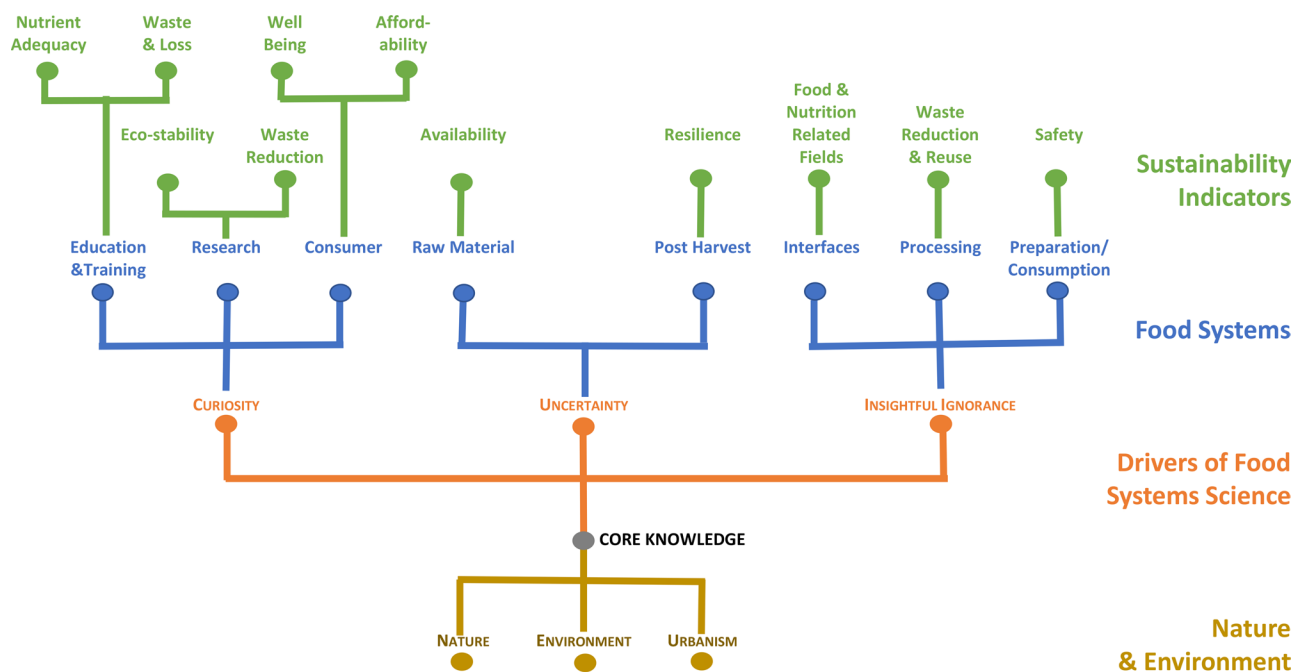 Nutrient
Adequacy
Waste
& Loss
Well
Being
Afford-
ability
Eco-stability
Waste
Reduction
Availability
Resilience
Food &
Nutrition
Related
Fields
Waste
Reduction
& Reuse
Safety
Sustainability
Indicators
Education
&Training
Research
Consumer
Raw Material
Post Harvest
Interfaces
Processing
Preparation/
Consumption
Food Systems
CURIOSITY
UNCERTAINTY
INSIGHTFUL IGNORANCE
Drivers of Food
Systems Science
CORE KNOWLEDGE
NATURE
ENVIRONMENT
URBANISM
Nature
& Environment